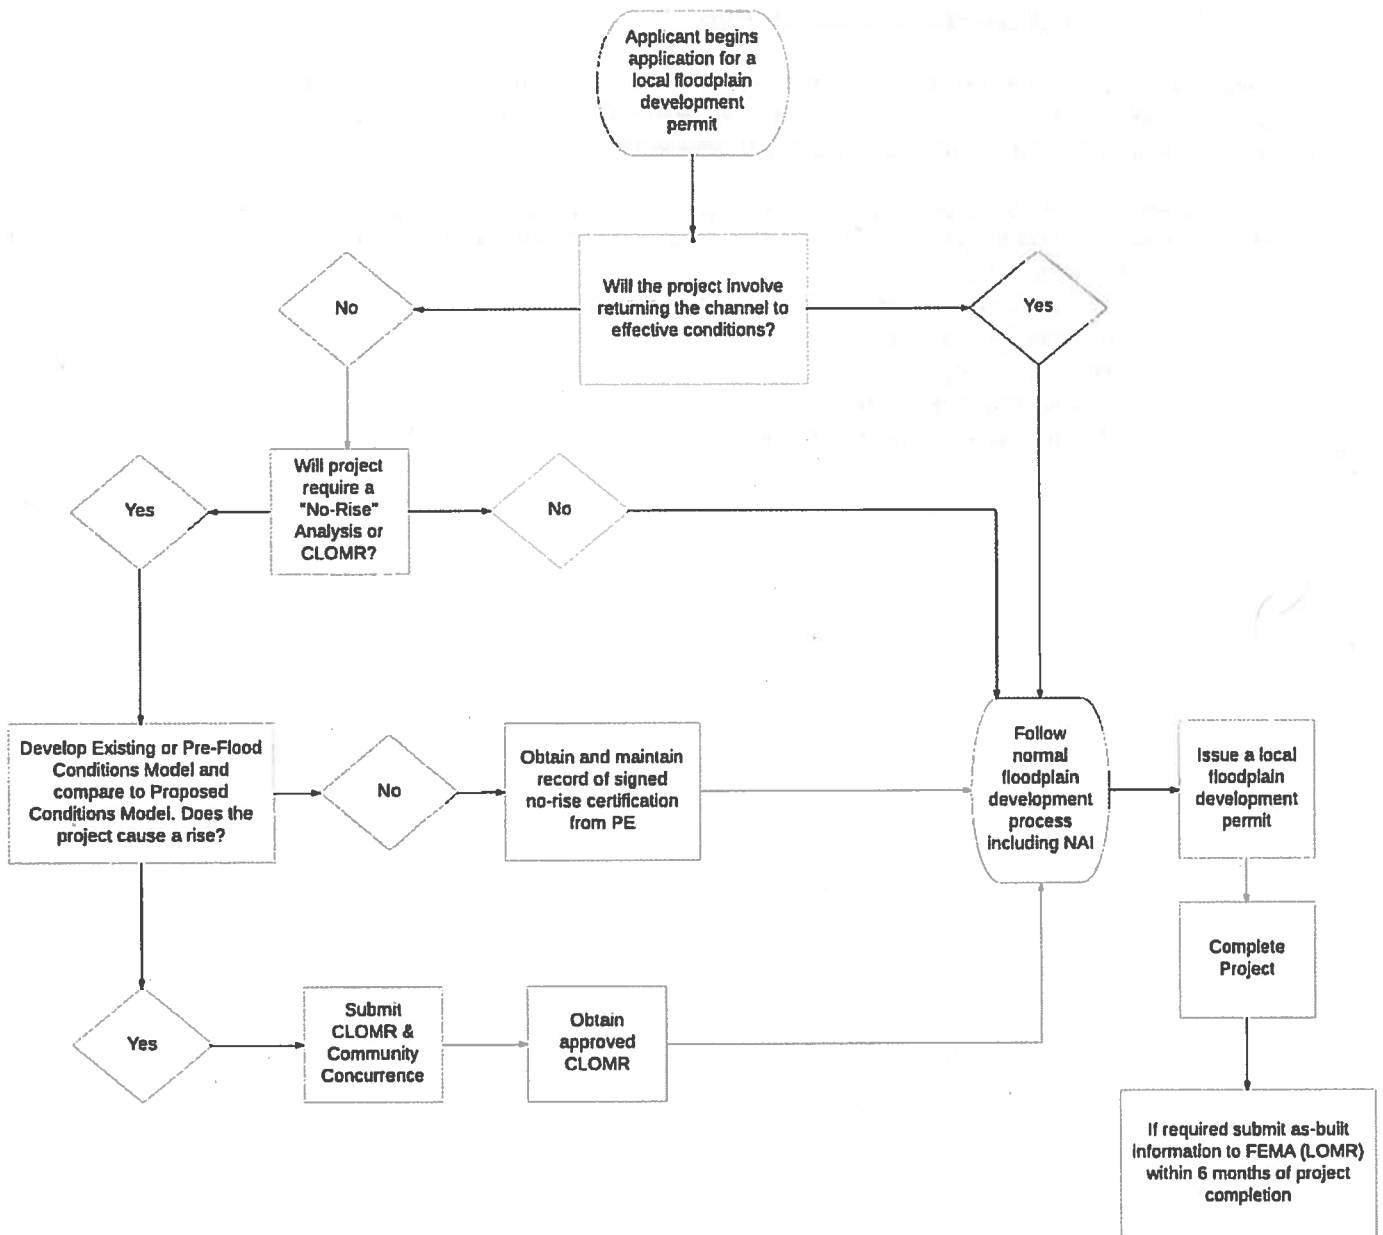 Applicant begins
application for a
local floodplain
development
permit
Will the project involve
returning the channel to
effective conditions?
No
Yes
Will project
require a
"No-Rise"
Analysis or
CLOMR?
Yes
No
Develop Existing or Pre-Flood
Conditions Model and
compare to Proposed
Conditions Model. Does the
project cause a rise?
No
Obtain and maintain
record of signed
no-rise certification
from PE
Follow
normal
floodplain
development
process
including NAI
Issue a local
floodplain
development
permit
Complete
Project
Yes
Submit
CLOMR &
Community
Concurrence
Obtain
approved
CLOMR
If required submit as-built
information to FEMA (LOMR)
within 6 months of project
completion